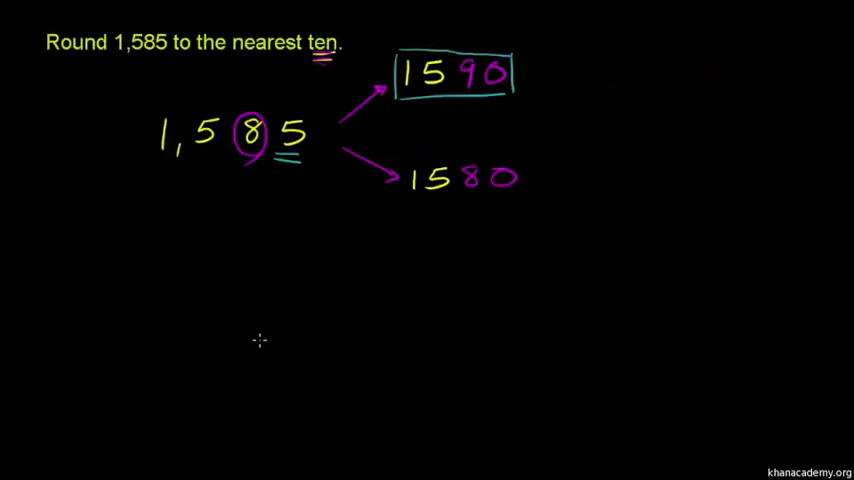 Round 1,585 to the nearest ten.
1590
1,585
1580
khanacademy.org